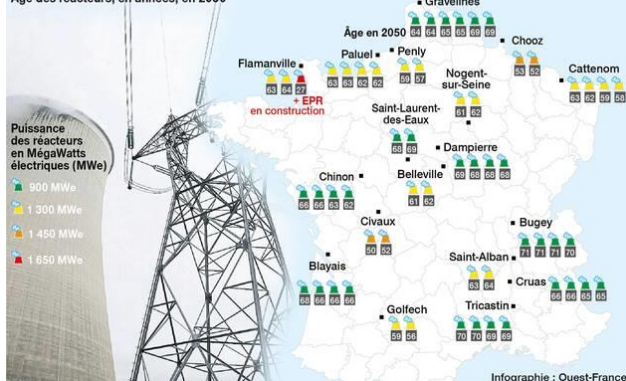 Âge des réacteurs, en années, en 2050
Gravelines
Âge en 2050
64 64 65 65 69 69
Chooz
53 52
Paluel
63 63 62 62
Penly
59 57
Flamanville
63 64 27
+ EPR
en construction
Cattenom
63 62 59 58
Nogent-
sur-Seine
61 62
Saint-Laurent-
des-Eaux
68 69
Dampierre
69 68 68 68
Belleville
61 62
Chinon
66 66 63 62
Civaux
50 52
Bugey
71 71 71 70
Saint-Alban
63 64
Blayais
68 66 66 66
Cruas
66 66 65 65
Tricastin
70 70 69 69
Golfech
59 56
Puissance
des réacteurs
en MégaWatts
électriques (MWe)
900 MWe
1 300 MWe
1 450 MWe
1 650 MWe
Infographie : Ouest-France